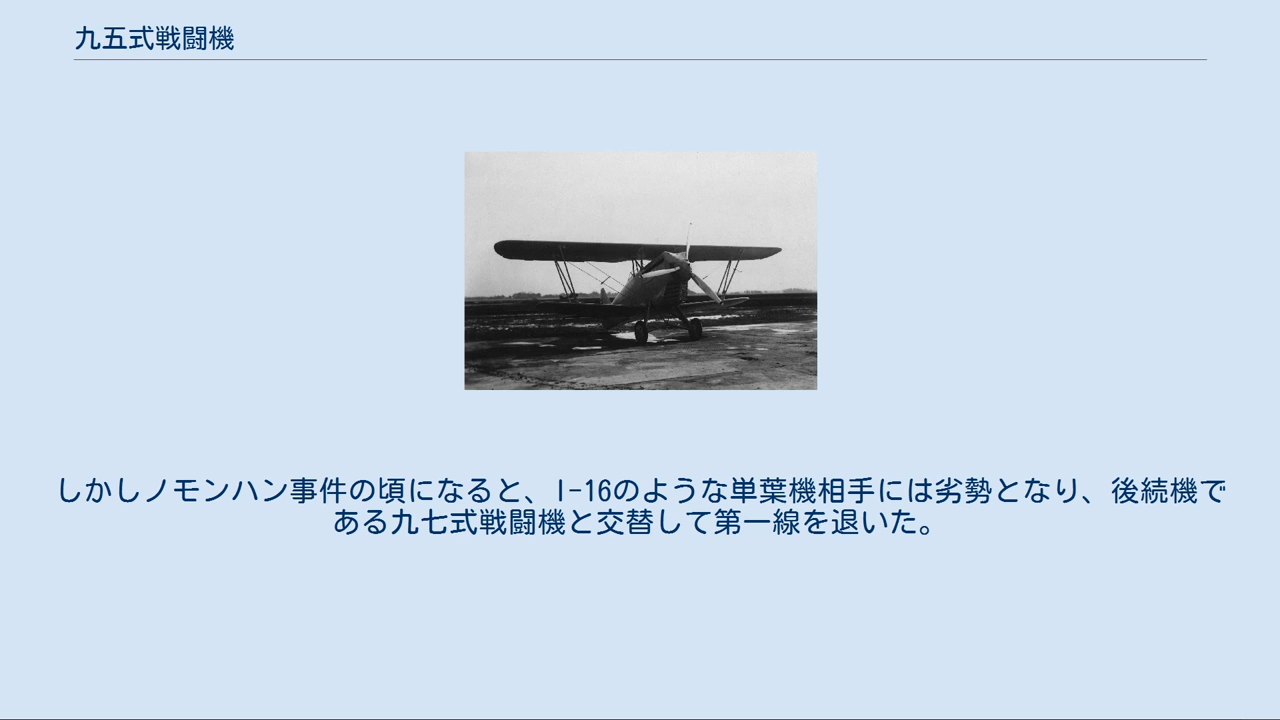 九五式戦闘機
しかしノモンハン事件の頃になると、I-16のような単葉機相手には劣勢となり、後続機で
ある九七式戦闘機と交替して第一線を退いた。